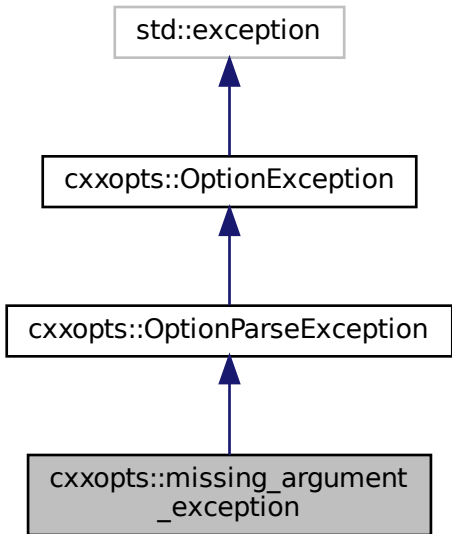 std::exception
cxxopts::OptionException
cxxopts::OptionParseException
cxxopts::missing_argument
_exception